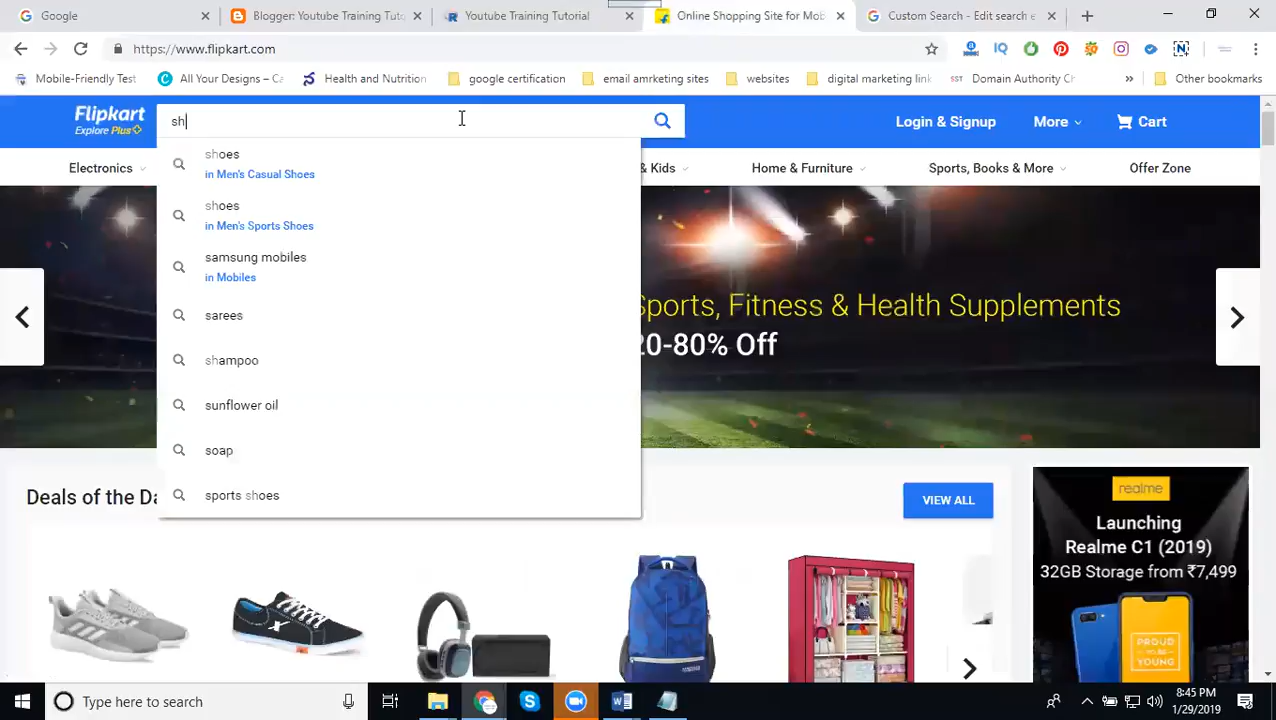 Google
Blogger: Youtube Training Tut
Youtube Training Tutorial
Online Shopping Site for Mob
Custom Search - Edit search e
https://www.flipkart.com
Mobile-Friendly Test
All Your Designs – Ca
Health and Nutrition
google certification
email amrketing sites
websites
digital marketing link
Domain Authority Ch
»
Other bookmarks
Flipkart
Explore Plus
sh
Login & Signup
More
Cart
Electronics
& Kids
Home & Furniture
Sports, Books & More
Offer Zone
shoes
in Men's Casual Shoes
shoes
in Men's Sports Shoes
samsung mobiles
in Mobiles
sarees
shampoo
sunflower oil
soap
sports shoes
Sports, Fitness & Health Supplements
20-80% Off
Deals of the Da
VIEW ALL
realme
Launching
Realme C1 (2019)
32GB Storage from ₹7,499
PROUD
TO BE
YOUNG
Type here to search
8:45 PM
1/29/2019